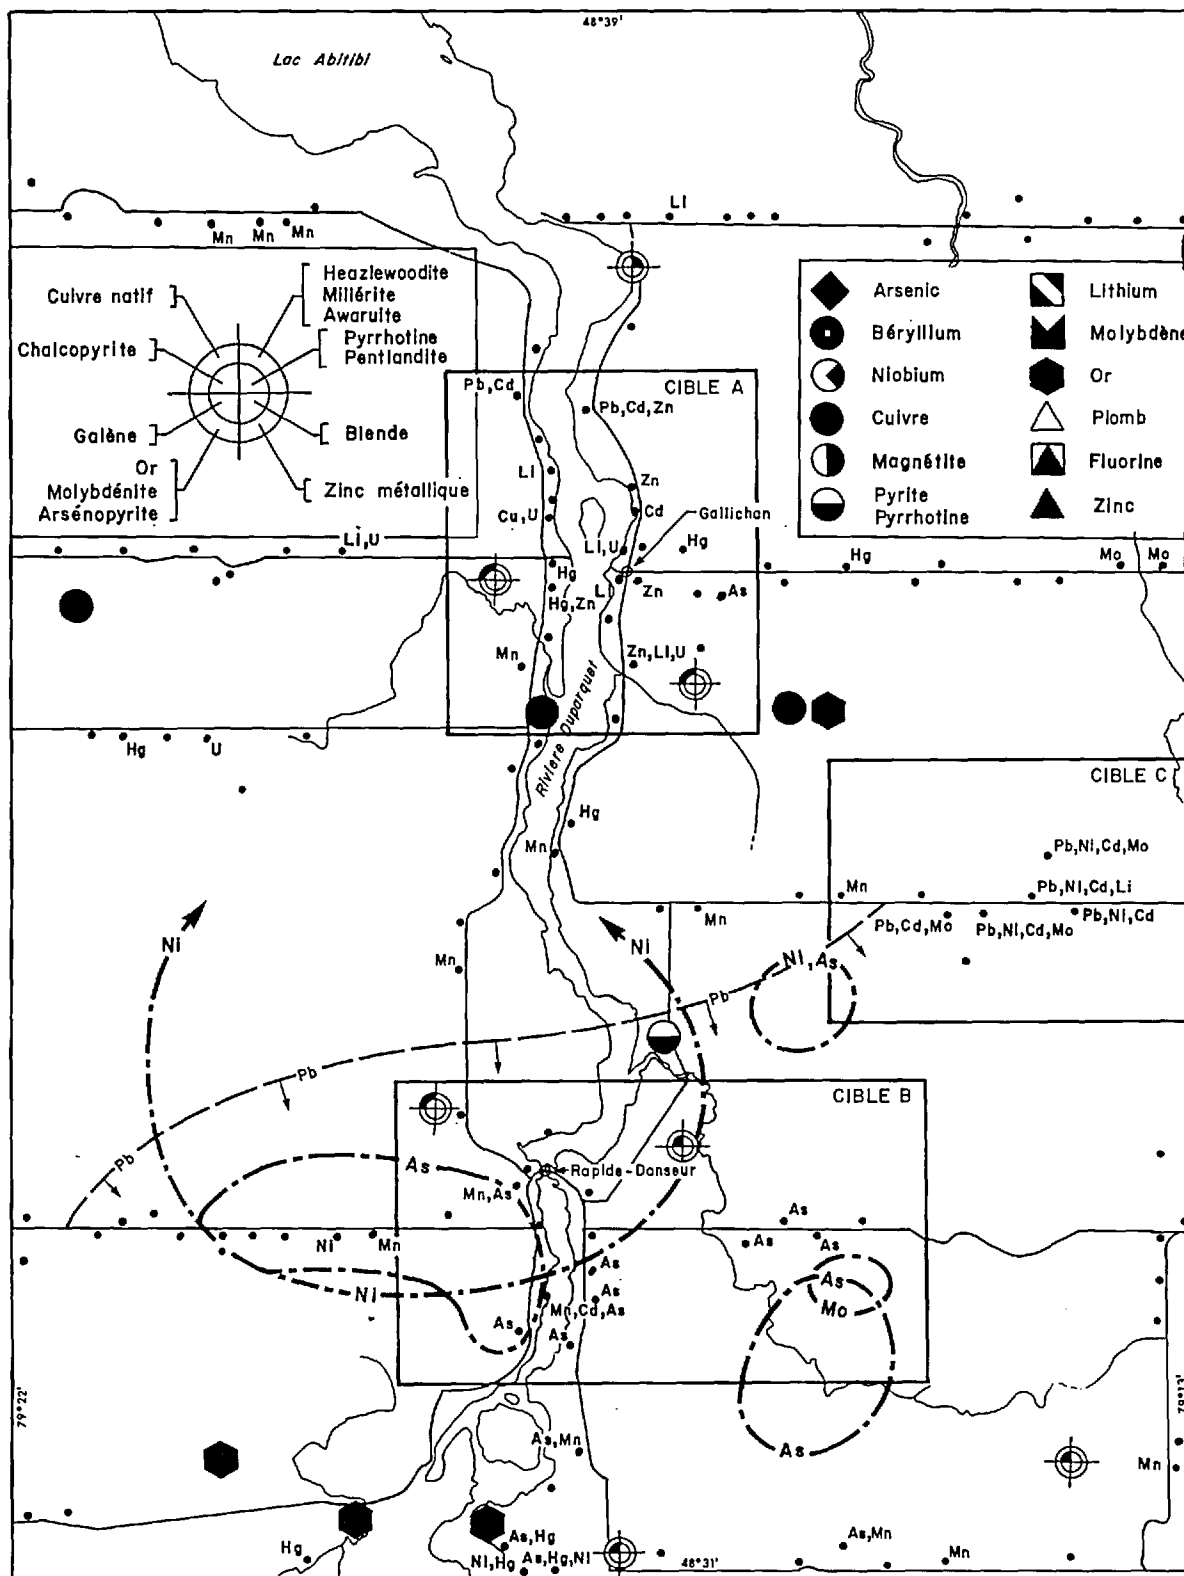 48°39'
Lac Abitibi
Li
Mn
Mn
Mn
Cuivre natif
Heazlewoodite
Millérite
Awaruite
Chalcopyrite
Pyrrhotine
Pentlandite
Galène
Blende
Or
Molybdénite
Arsénopyrite
Zinc métallique
Arsenic
Lithium
Béryllium
Molybdène
Niobium
Or
Cuivre
Plomb
Magnétite
Fluorine
Pyrite
Pyrrhotine
Zinc
CIBLE A
Pb,Cd
Pb,Cd,Zn
Li
Zn
Cu,U
Cd
Gallichan
Li,U
Li,U
Hg
Hg
Mo
Mo
Hg
Li
Zn
As
Hg,Zn
Mn
Zn,Li,U
Rivière Duparquet
Hg
U
CIBLE C
Hg
Mn
Pb,Ni,Cd,Mo
Mn
Pb,Ni,Cd,Li
Mn
Pb,Cd,Mo
Pb,Ni,Cd,Mo
Pb,Ni,Cd
Ni
Ni
Mn
Ni,As
Pb
Pb
Pb
CIBLE B
As
Rapide-Danseur
Mn,As
As
As
As
Ni
Mn
As
As
Ni
Mn,Cd,As
As
Mo
As
As
79°22'
79°13'
As,Mn
As
Mn
As,Hg
As,Mn
Hg
Ni,Hg
As,Hg,Ni
48°31'
Mn